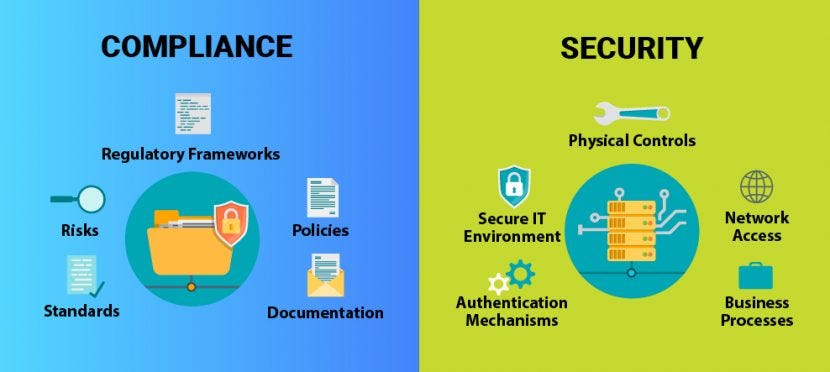 COMPLIANCE
Regulatory Frameworks
Risks
Policies
Standards
Documentation
SECURITY
Physical Controls
Secure IT
Environment
Network
Access
Authentication
Mechanisms
Business
Processes